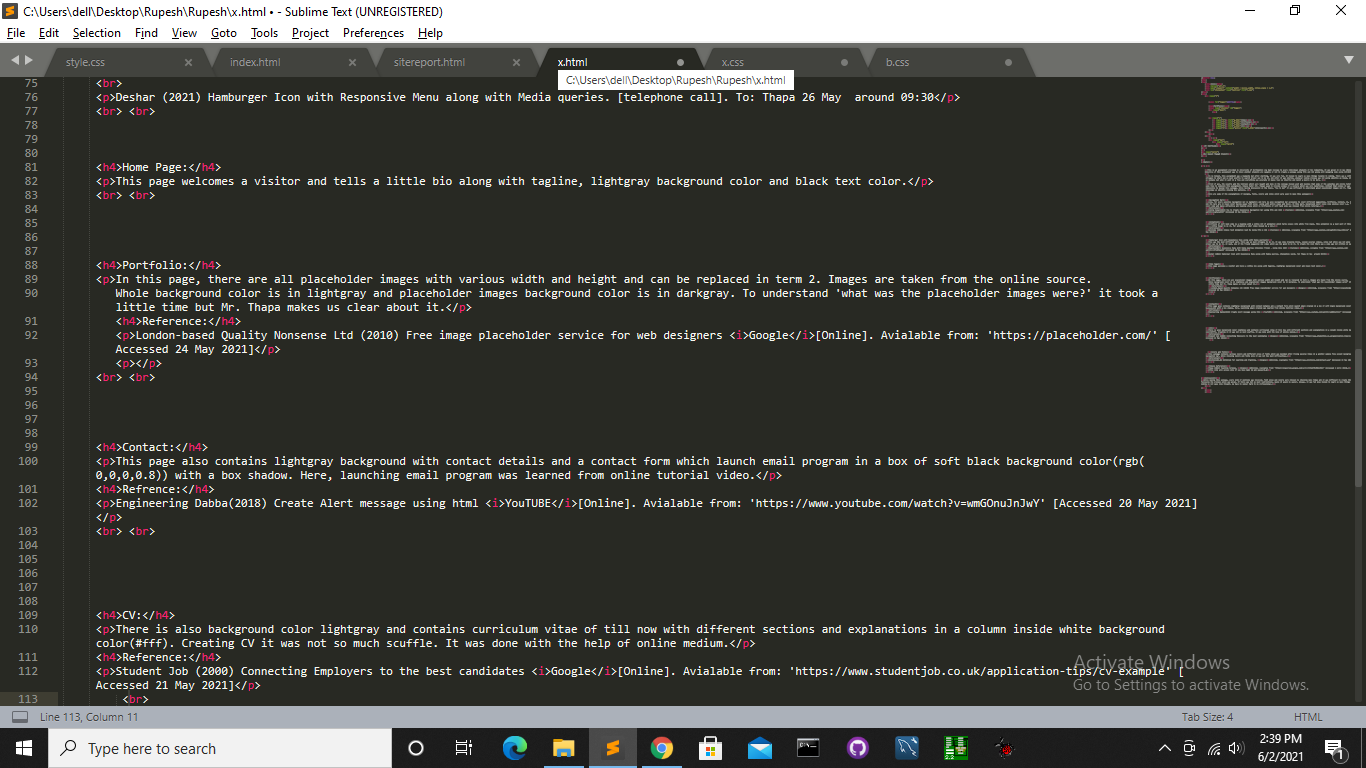 C:\Users\dell\Desktop\Rupesh\Rupesh\x.html • - Sublime Text (UNREGISTERED)
File Edit Selection Find View Goto Tools Project Preferences Help
style.css index.html sitereport.html x.html x.css b.css
C:\Users\dell\Desktop\Rupesh\Rupesh\x.html
75 <br>
76 <p>Deshar (2021) Hamburger Icon with Responsive Menu along with Media queries. [telephone call]. To: Thapa 26 May  around 09:30</p>
77 <br> <br>
78
79
80
81 <h4>Home Page:</h4>
82 <p>This page welcomes a visitor and tells a little bio along with tagline, lightgray background color and black text color.</p>
83 <br> <br>
84
85
86
87
88 <h4>Portfolio:</h4>
89 <p>In this page, there are all placeholder images with various width and height and can be replaced in term 2. Images are taken from the online source.
90 Whole background color is in lightgray and placeholder images background color is in darkgray. To understand 'what was the placeholder images were?' it took a
little time but Mr. Thapa makes us clear about it.</p>
91 <h4>Reference:</h4>
92 <p>London-based Quality Nonsense Ltd (2010) Free image placeholder service for web designers <i>Google</i>[Online]. Avialable from: 'https://placeholder.com/' [
Accessed 24 May 2021]</p>
93 <p></p>
94 <br> <br>
95
96
97
98
99 <h4>Contact:</h4>
100 <p>This page also contains lightgray background with contact details and a contact form which launch email program in a box of soft black background color(rgb(
0,0,0,0.8)) with a box shadow. Here, launching email program was learned from online tutorial video.</p>
101 <h4>Refrence:</h4>
102 <p>Engineering Dabba(2018) Create Alert message using html <i>YouTUBE</i>[Online]. Avialable from: 'https://www.youtube.com/watch?v=wmGOnuJnJwY' [Accessed 20 May 2021]
</p>
103 <br> <br>
104
105
106
107
108
109 <h4>CV:</h4>
110 <p>There is also background color lightgray and contains curriculum vitae of till now with different sections and explanations in a column inside white background
color(#fff). Creating CV it was not so much scuffle. It was done with the help of online medium.</p>
111 <h4>Reference:</h4>
112 <p>Student Job (2000) Connecting Employers to the best candidates <i>Google</i>[Online]. Avialable from: 'https://www.studentjob.co.uk/application-tips/cv-example' [
Accessed 21 May 2021]</p>
113 <br>
Activate Windows
Go to Settings to activate Windows.
Line 113, Column 11 Tab Size: 4 HTML
Type here to search
2:39 PM
6/2/2021
1